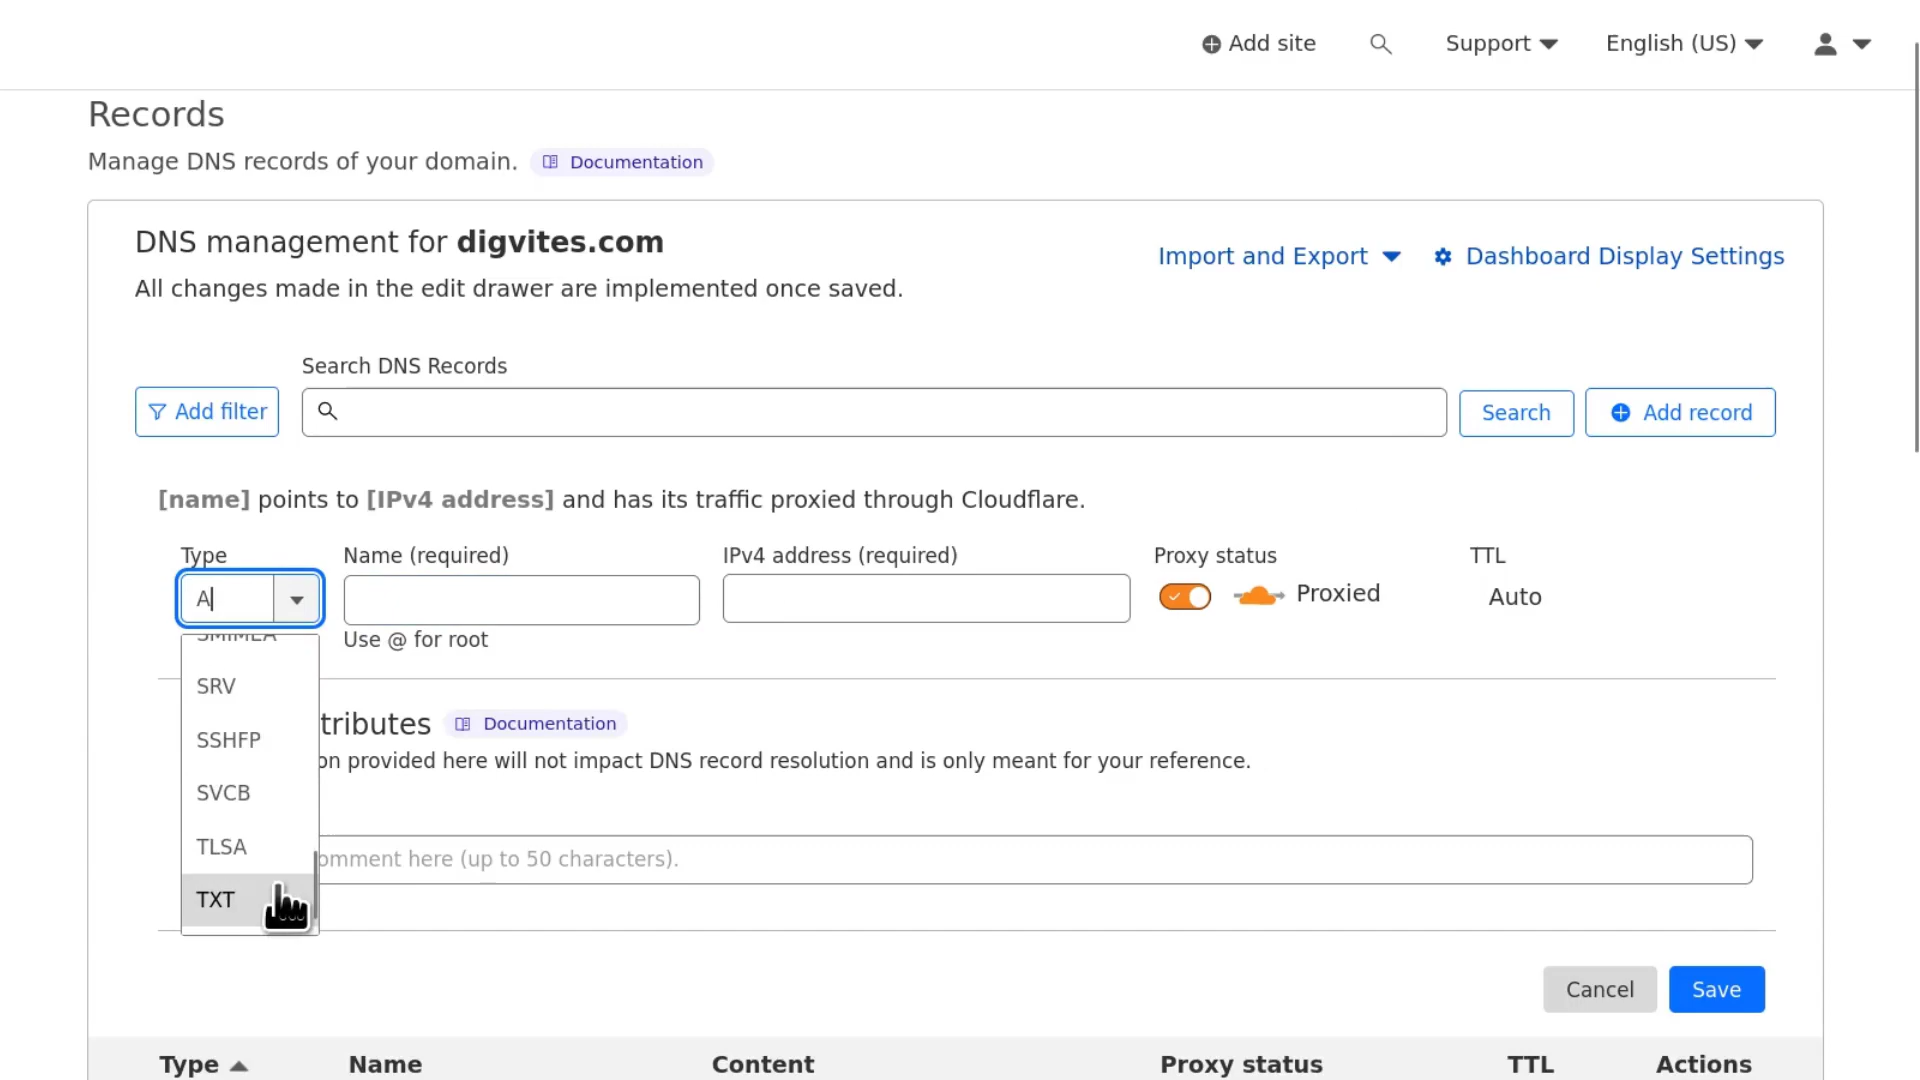 Add site
Support
English (US)
Records
Manage DNS records of your domain.
Documentation
DNS management for digvites.com
Import and Export
Dashboard Display Settings
All changes made in the edit drawer are implemented once saved.
Search DNS Records
Add filter
Search
Add record
[name] points to [IPv4 address] and has its traffic proxied through Cloudflare.
Type
Name (required)
IPv4 address (required)
Proxy status
TTL
A
Proxied
Auto
Use @ for root
SMIMEA
SRV
SSHFP
SVCB
TLSA
TXT
tributes
Documentation
on provided here will not impact DNS record resolution and is only meant for your reference.
omment here (up to 50 characters).
Cancel
Save
Type
Name
Content
Proxy status
TTL
Actions